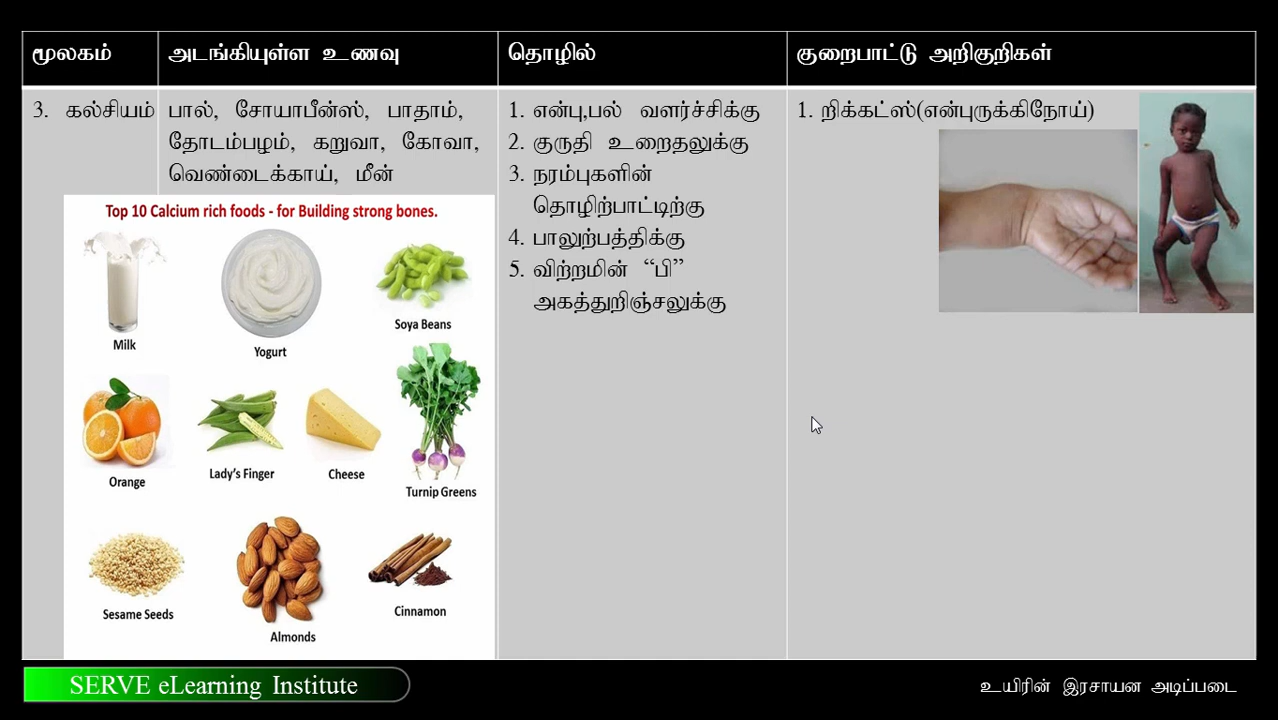 மூலகம்
அடங்கியுள்ள உணவு
தொழில்
குறைபாட்டு அறிகுறிகள்
3. கல்சியம்
பால், சோயாபீன்ஸ், பாதாம்,
தோடம்பழம், கறுவா, கோவா,
வெண்டைக்காய், மீன்
Top 10 Calcium rich foods - for Building strong bones.
Milk
Yogurt
Soya Beans
Orange
Lady's Finger
Cheese
Turnip Greens
Sesame Seeds
Almonds
Cinnamon
1. என்பு,பல் வளர்ச்சிக்கு
2. குருதி உறைதலுக்கு
3. நரம்புகளின்
தொழிற்பாட்டிற்கு
4. பாலுற்பத்திக்கு
5. விற்றமின் “பி”
அகத்துறிஞ்சலுக்கு
1. றிக்கட்ஸ்(என்புருக்கிநோய்)
SERVE eLearning Institute
உயிரின் இரசாயன அடிப்படை